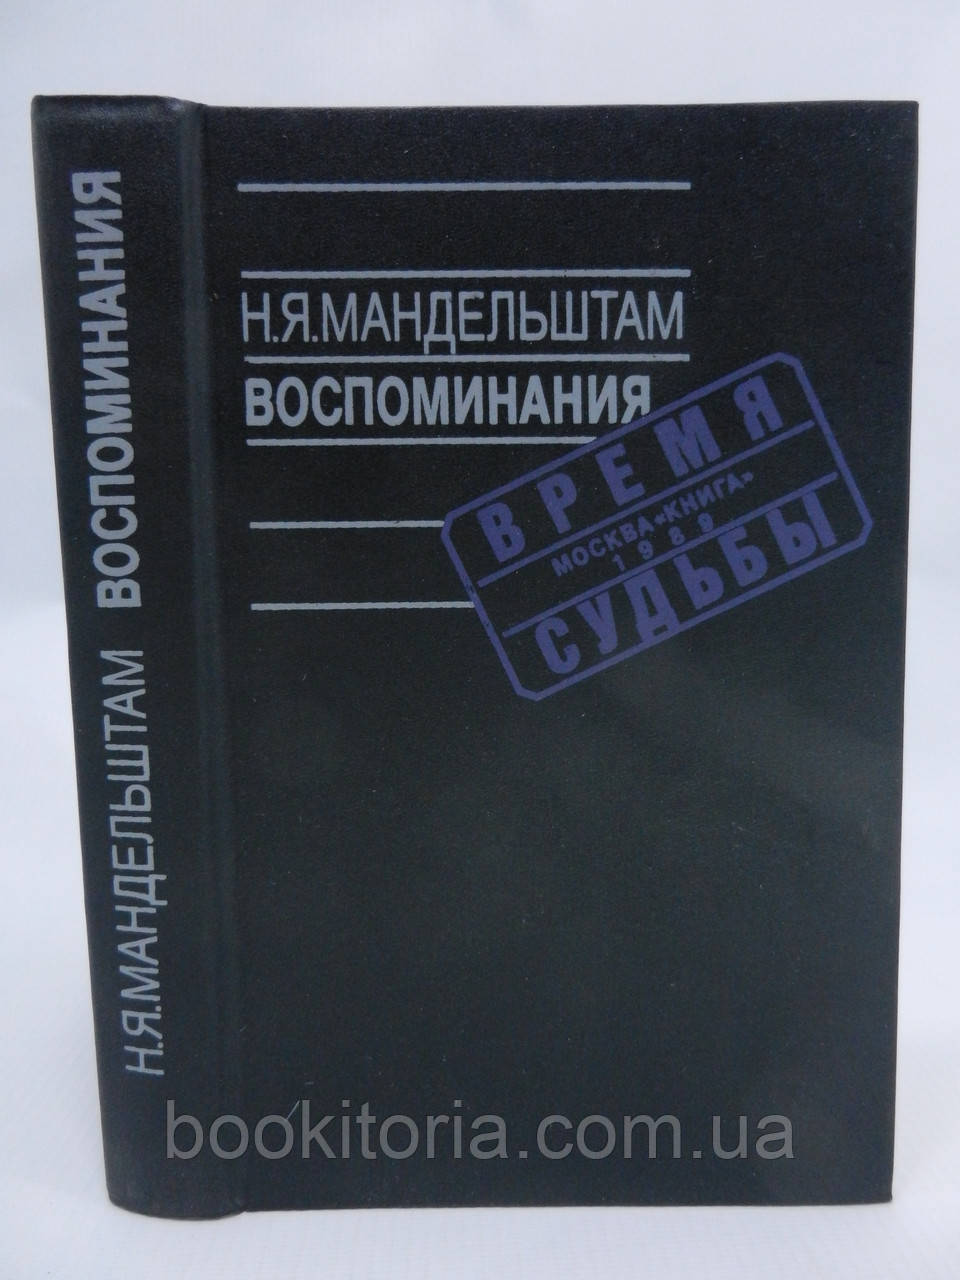 Н.Я.МАНДЕЛЬШТАМ ВОСПОМИНАНИЯ
Н.Я.МАНДЕЛЬШТАМ
ВОСПОМИНАНИЯ
ВРЕМЯ
МОСКВА«КНИГА»
1989
СУДЬБЫ
bookitoria.com.ua